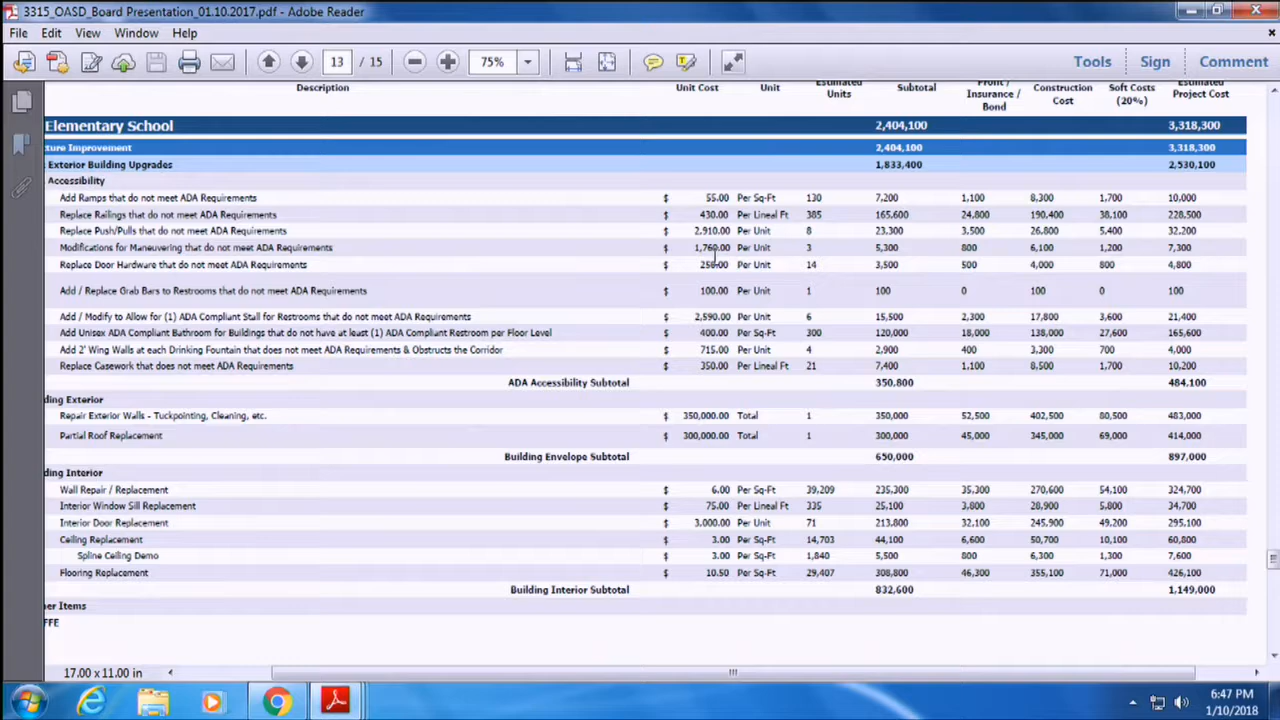 3315_OASD_Board Presentation_01.10.2017.pdf - Adobe Reader
File Edit View Window Help
13 / 15 75% Tools Sign Comment
Description Unit Cost Unit Estimated Units Subtotal Profit / Insurance / Bond Construction Cost Soft Costs (20%) Estimated Project Cost
Elementary School 2,404,100 3,318,300
ture Improvement 2,404,100 3,318,300
Exterior Building Upgrades 1,833,400 2,530,100
Accessibility
Add Ramps that do not meet ADA Requirements $ 55.00 Per Sq-Ft 130 7,200 1,100 8,300 1,700 10,000
Replace Railings that do not meet ADA Requirements $ 430.00 Per Lineal Ft 385 165,600 24,800 190,400 38,100 228,500
Replace Push/Pulls that do not meet ADA Requirements $ 2,910.00 Per Unit 8 23,300 3,500 26,800 5,400 32,200
Modifications for Maneuvering that do not meet ADA Requirements $ 1,760.00 Per Unit 3 5,300 800 6,100 1,200 7,300
Replace Door Hardware that do not meet ADA Requirements $ 250.00 Per Unit 14 3,500 500 4,000 800 4,800
Add / Replace Grab Bars to Restrooms that do not meet ADA Requirements $ 100.00 Per Unit 1 100 0 100 0 100
Add / Modify to Allow for (1) ADA Compliant Stall for Restrooms that do not meet ADA Requirements $ 2,590.00 Per Unit 6 15,500 2,300 17,800 3,600 21,400
Add Unisex ADA Compliant Bathroom for Buildings that do not have at least (1) ADA Compliant Restroom per Floor Level $ 400.00 Per Sq-Ft 300 120,000 18,000 138,000 27,600 165,600
Add 2' Wing Walls at each Drinking Fountain that does not meet ADA Requirements & Obstructs the Corridor $ 715.00 Per Unit 4 2,900 400 3,300 700 4,000
Replace Casework that does not meet ADA Requirements $ 350.00 Per Lineal Ft 21 7,400 1,100 8,500 1,700 10,200
ADA Accessibility Subtotal 350,800 484,100
ding Exterior
Repair Exterior Walls - Tuckpointing, Cleaning, etc. $ 350,000.00 Total 1 350,000 52,500 402,500 80,500 483,000
Partial Roof Replacement $ 300,000.00 Total 1 300,000 45,000 345,000 69,000 414,000
Building Envelope Subtotal 650,000 897,000
ding Interior
Wall Repair / Replacement $ 6.00 Per Sq-Ft 39,209 235,300 35,300 270,600 54,100 324,700
Interior Window Sill Replacement $ 75.00 Per Lineal Ft 335 25,100 3,800 28,900 5,800 34,700
Interior Door Replacement $ 3,000.00 Per Unit 71 213,800 32,100 245,900 49,200 295,100
Ceiling Replacement $ 3.00 Per Sq-Ft 14,703 44,100 6,600 50,700 10,100 60,800
Spline Ceiling Demo $ 3.00 Per Sq-Ft 1,840 5,500 800 6,300 1,300 7,600
Flooring Replacement $ 10.50 Per Sq-Ft 29,407 308,800 46,300 355,100 71,000 426,100
Building Interior Subtotal 832,600 1,149,000
her Items
FFE
17.00 x 11.00 in
6:47 PM
1/10/2018